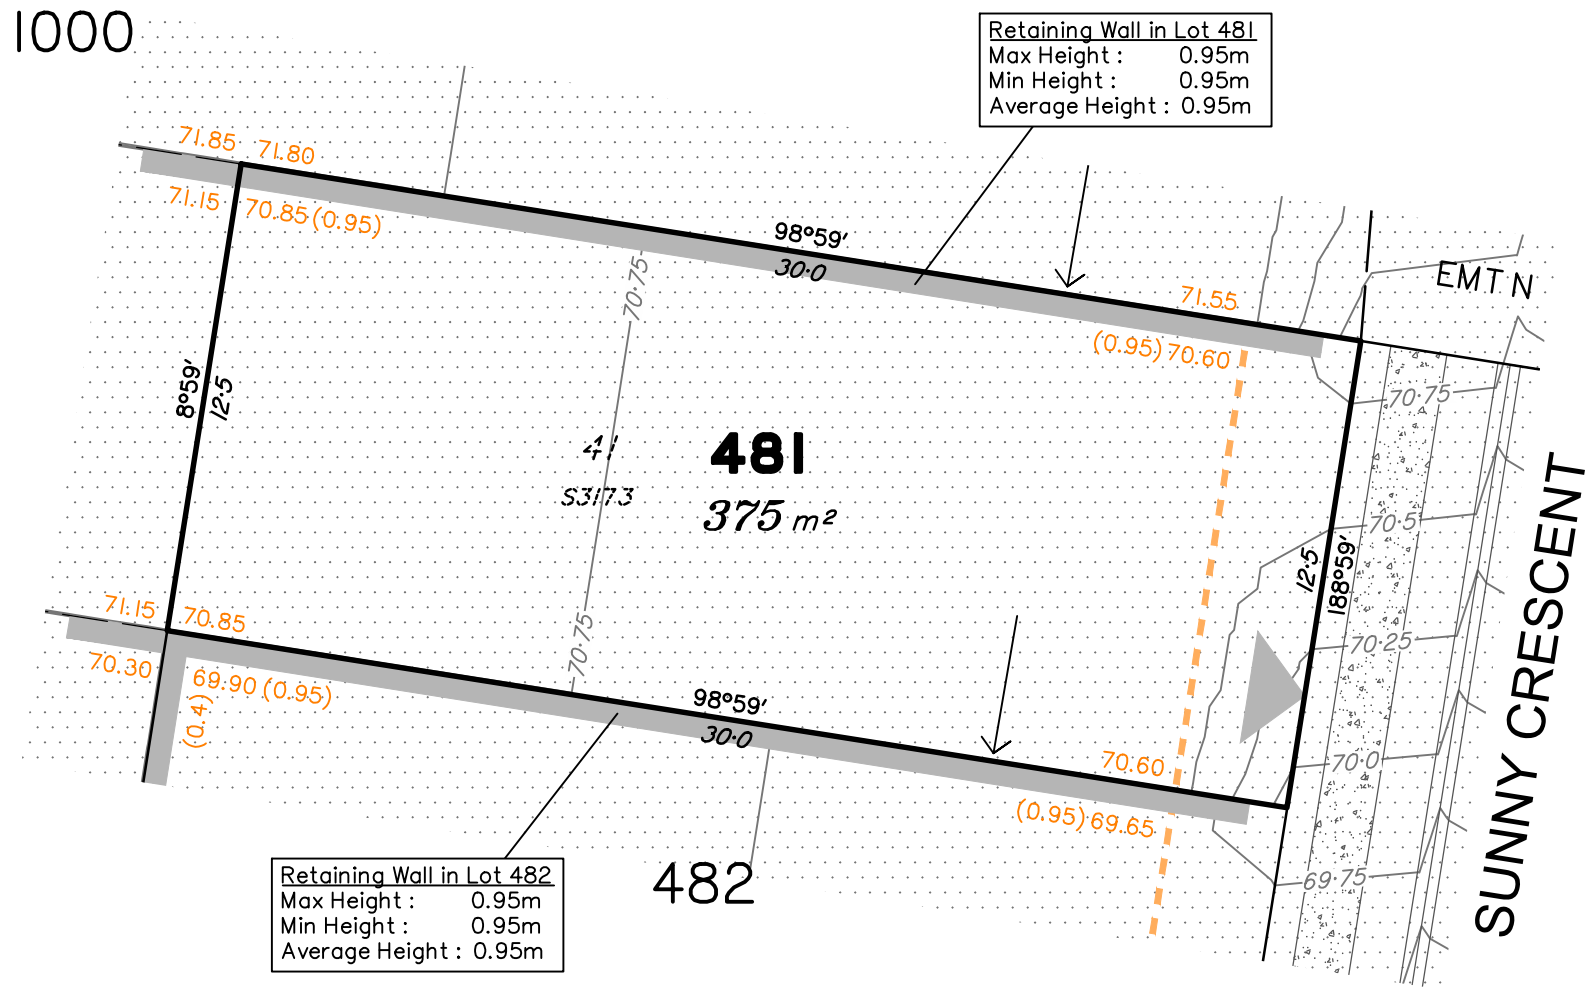 1000
Retaining Wall in Lot 481
Max Height : 0.95m
Min Height : 0.95m
Average Height : 0.95m
71.85 71.80
71.15 70.85 (0.95)
98°59'
30·0
70·75
71.55
(0.95) 70.60
EMT N
8°59'
12·5
70·75
41
S3173
481
375 m²
70·5
12·5
188°59'
SUNNY CRESCENT
71.15 70.85
70.30 69.90 (0.95)
(0.4)
70·75
70·25
98°59'
30·0
70.60
(0.95) 69.65
70·0
69·75
482
Retaining Wall in Lot 482
Max Height : 0.95m
Min Height : 0.95m
Average Height : 0.95m